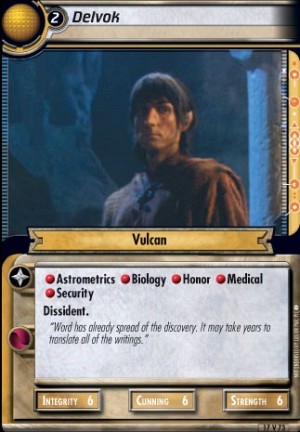 2 Delvok
Vulcan
Astrometrics Biology Honor Medical
Security
Dissident.
"Word has already spread of the discovery. It may take years to
translate all of the writings."
INTEGRITY 6 CUNNING 6 STRENGTH 6